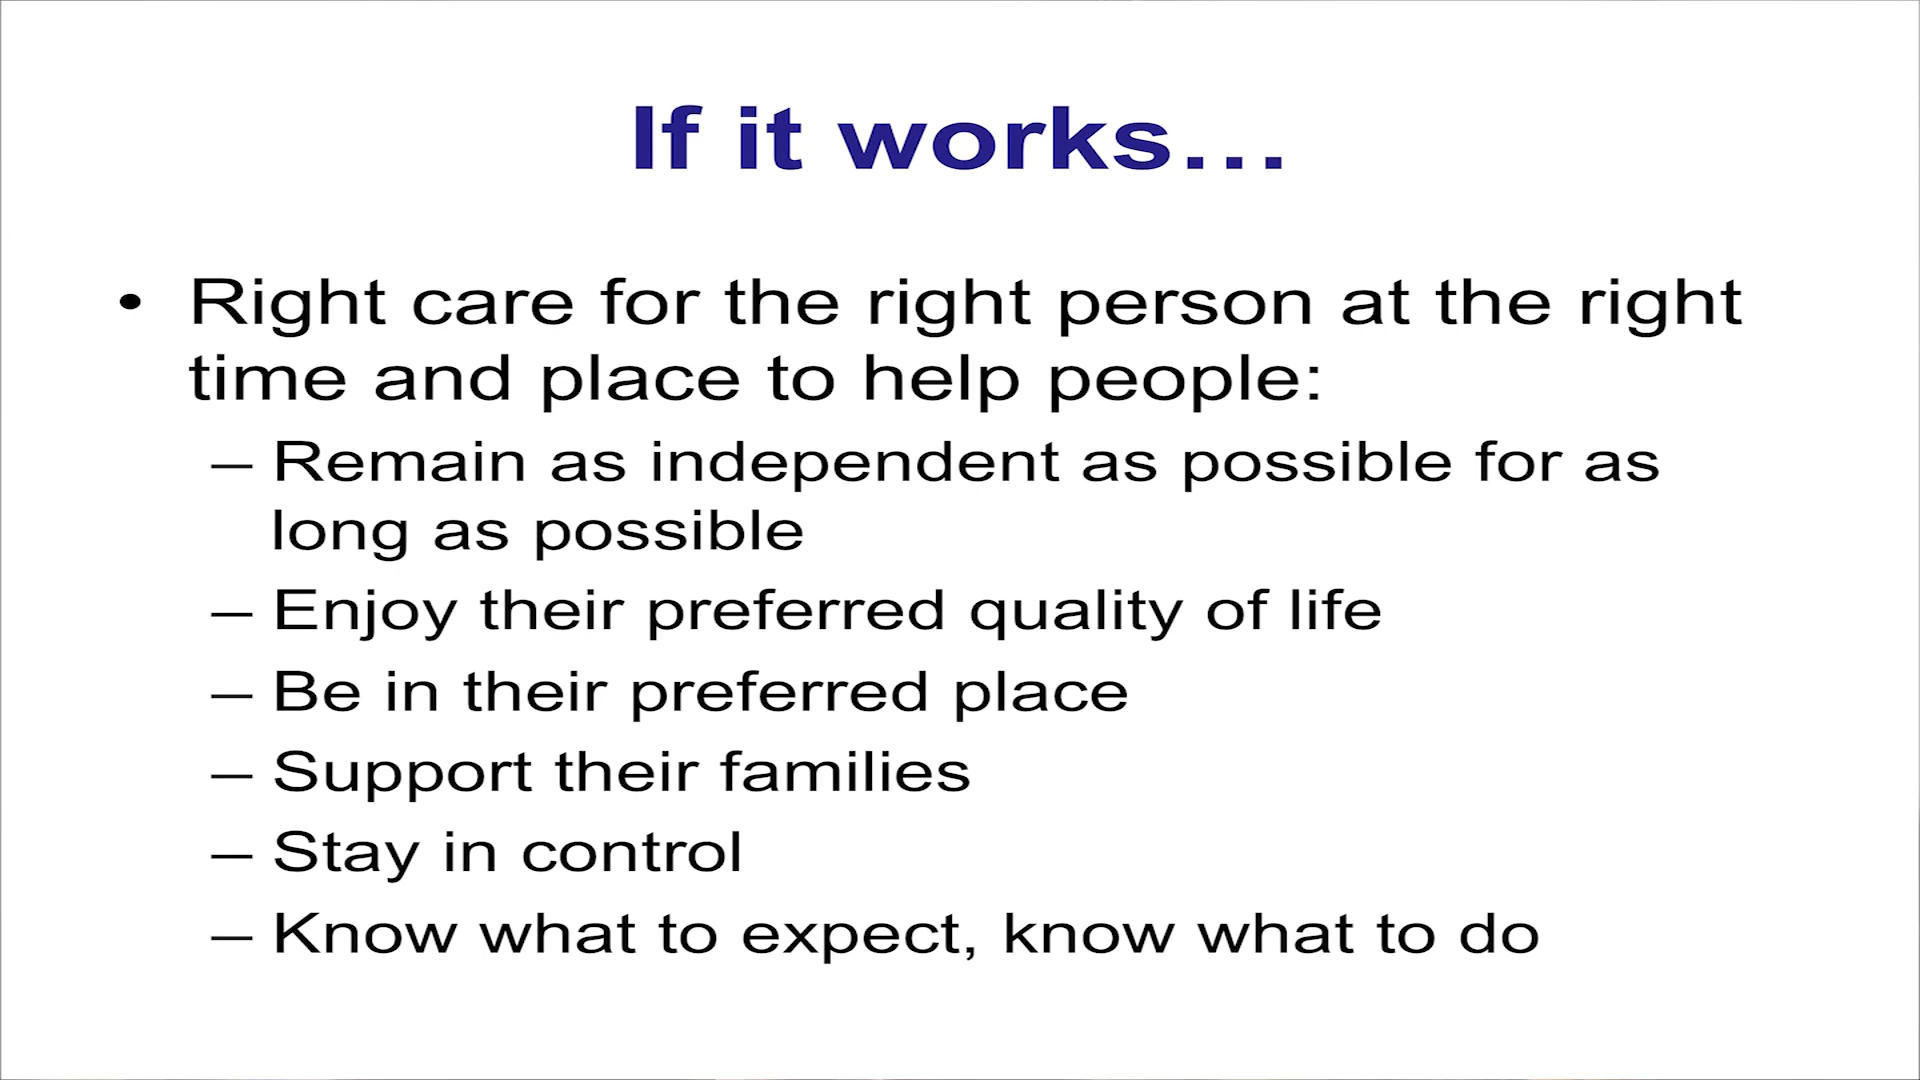 If it works…
• Right care for the right person at the right
time and place to help people:
– Remain as independent as possible for as
long as possible
– Enjoy their preferred quality of life
– Be in their preferred place
– Support their families
– Stay in control
– Know what to expect, know what to do